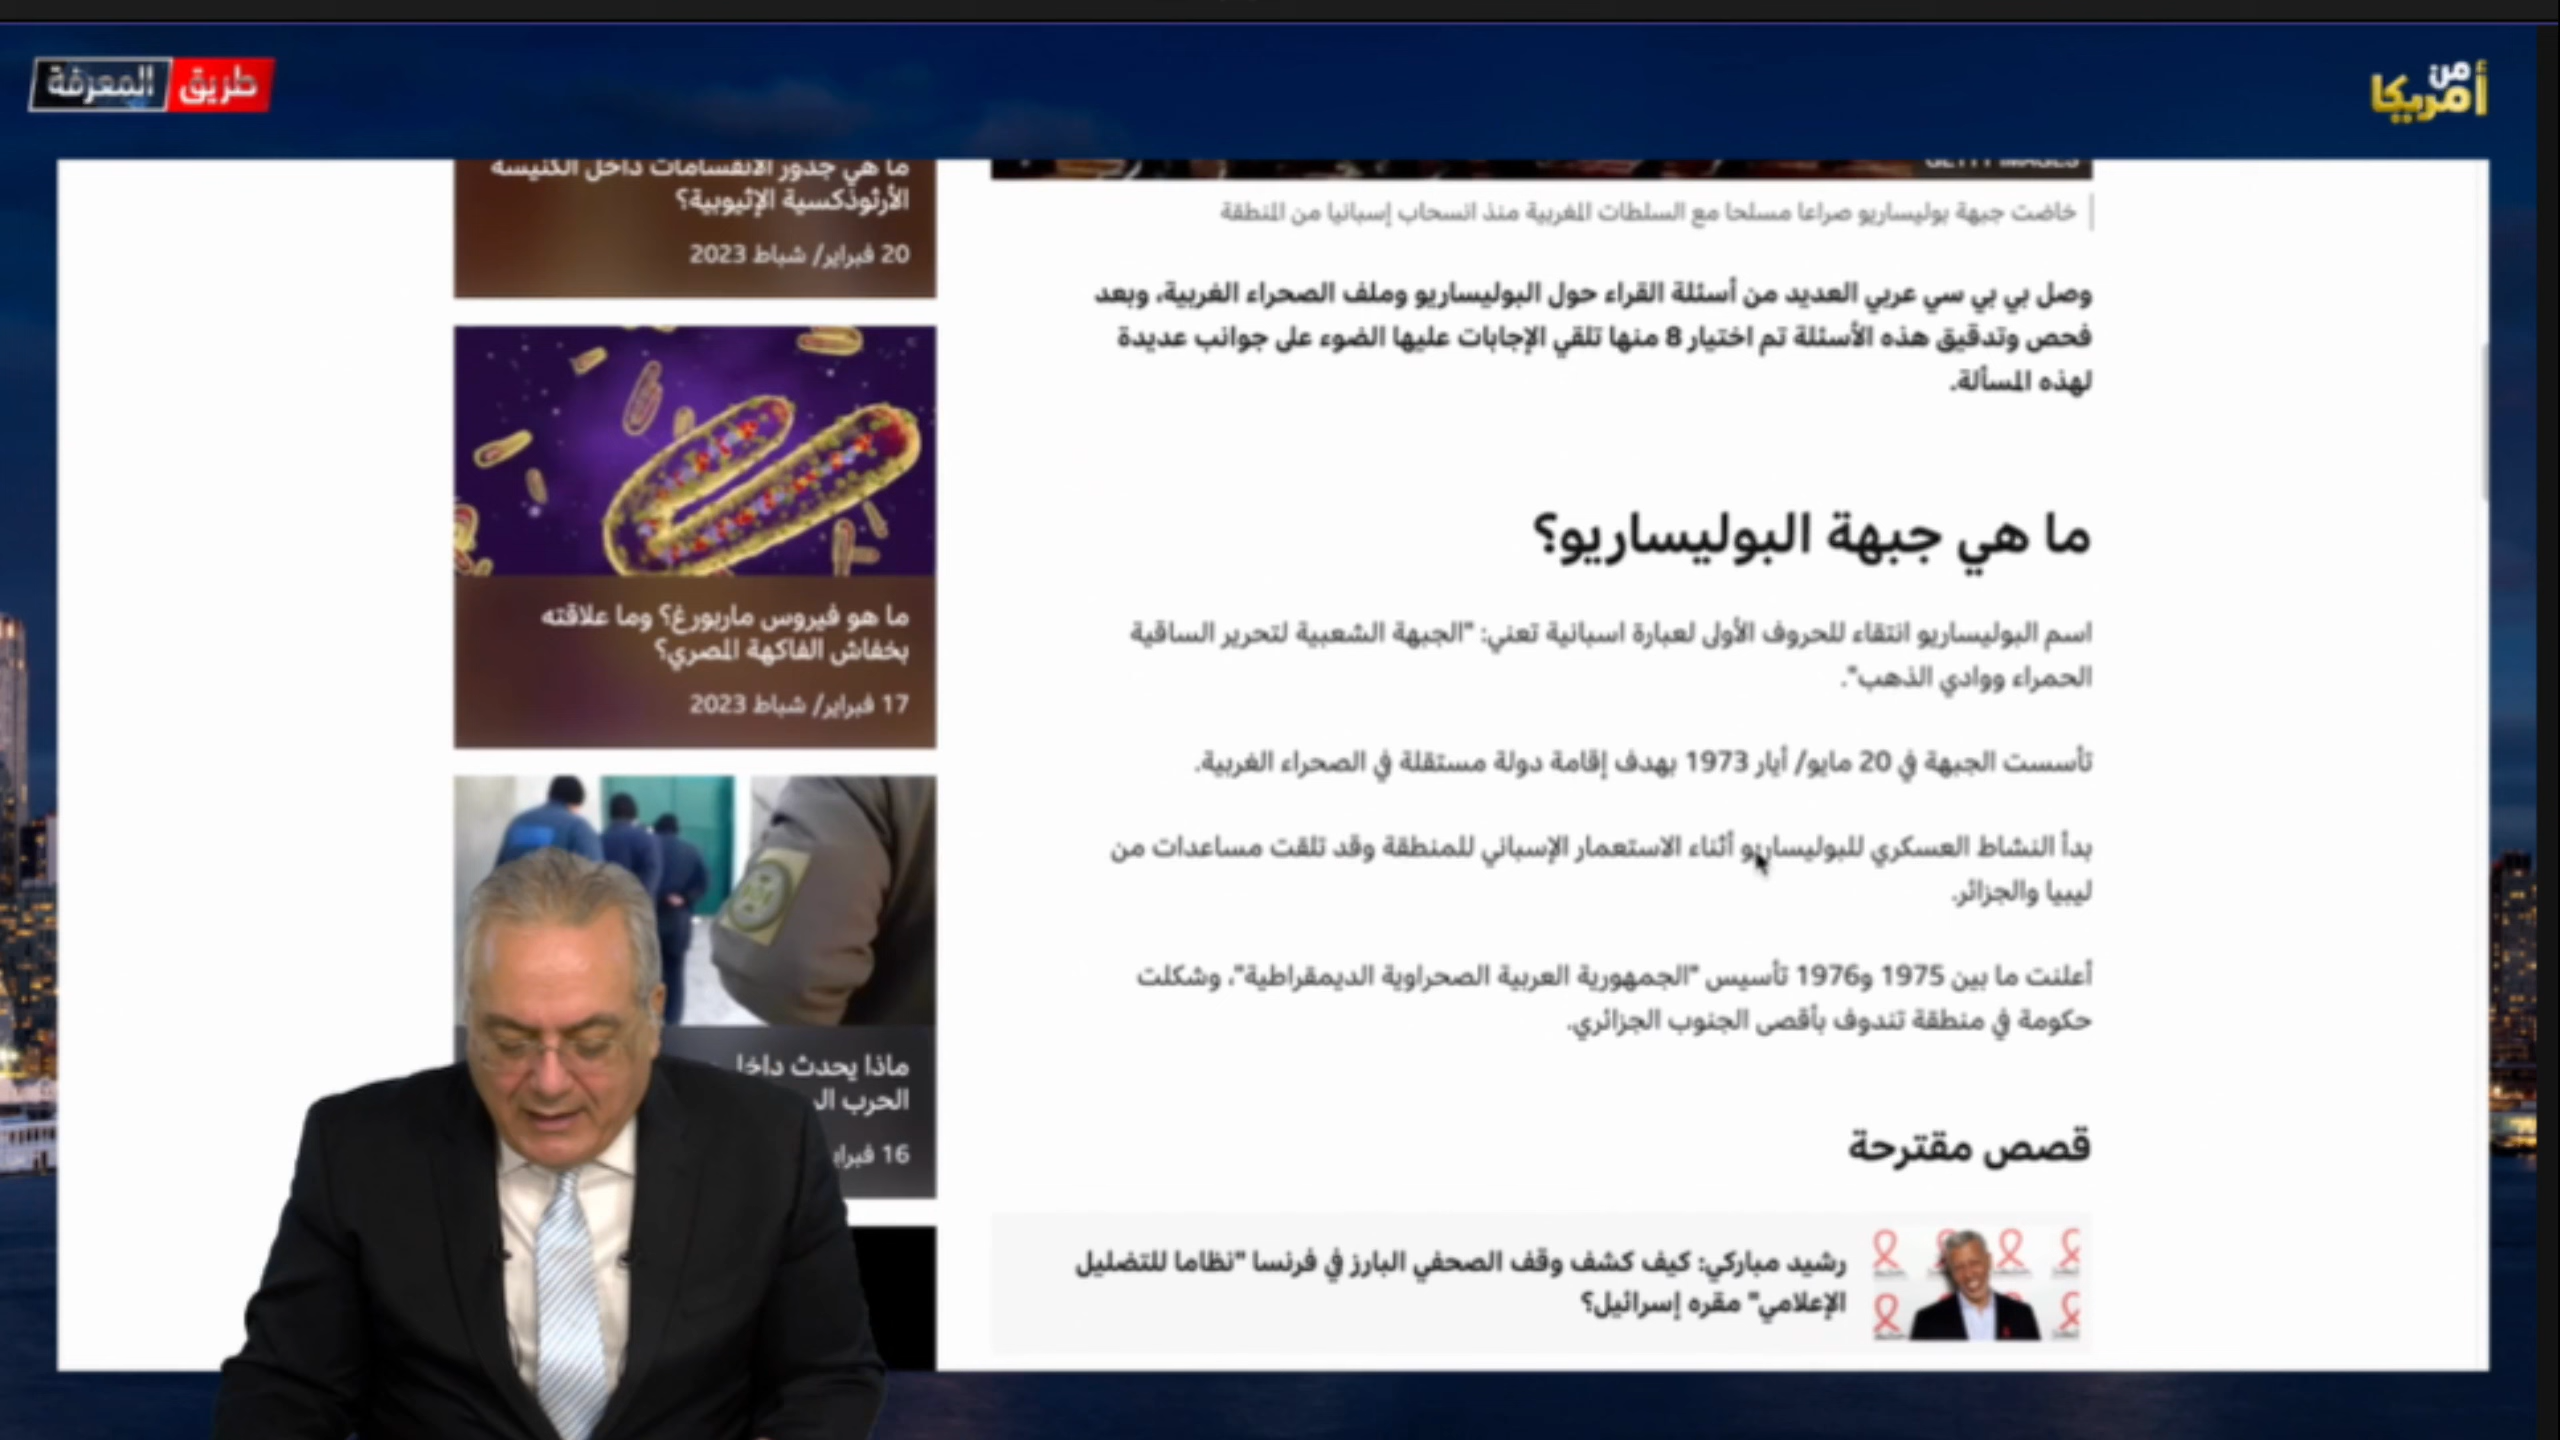 من
أمريكا
طريق المعرفة
GETTY IMAGES
خاضت جبهة بوليساريو صراعا مسلحا مع السلطات المغربية منذ انسحاب إسبانيا من المنطقة
وصل بي بي سي عربي العديد من أسئلة القراء حول البوليساريو وملف الصحراء الغربية، وبعد
فحص وتدقيق هذه الأسئلة تم اختيار 8 منها تلقي الإجابات عليها الضوء على جوانب عديدة
لهذه المسألة.
ما هي جبهة البوليساريو؟
اسم البوليساريو انتقاء للحروف الأولى لعبارة اسبانية تعني: "الجبهة الشعبية لتحرير الساقية
الحمراء ووادي الذهب".
تأسست الجبهة في 20 مايو/ أيار 1973 بهدف إقامة دولة مستقلة في الصحراء الغربية.
بدأ النشاط العسكري للبوليساريو أثناء الاستعمار الإسباني للمنطقة وقد تلقت مساعدات من
ليبيا والجزائر.
أعلنت ما بين 1975 و1976 تأسيس "الجمهورية العربية الصحراوية الديمقراطية"، وشكلت
حكومة في منطقة تندوف بأقصى الجنوب الجزائري.
قصص مقترحة
رشيد مباركي: كيف كشف وقف الصحفي البارز في فرنسا "نظاما للتضليل
الإعلامي" مقره إسرائيل؟
ما هي جذور الانقسامات داخل الكنيسة
الأرثوذكسية الإثيوبية؟
20 فبراير/ شباط 2023
ما هو فيروس ماربورغ؟ وما علاقته
بخفاش الفاكهة المصري؟
17 فبراير/ شباط 2023
ماذا يحدث
الحرب
16